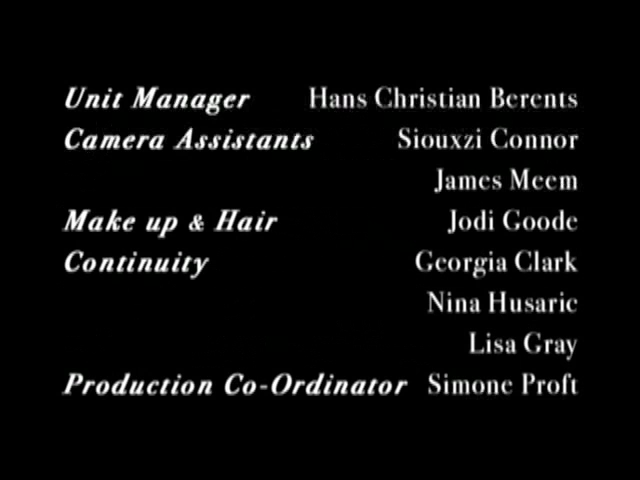 Unit Manager Hans Christian Berents
Camera Assistants Siouxzi Connor
James Meem
Make up & Hair Jodi Goode
Continuity Georgia Clark
Nina Husaric
Lisa Gray
Production Co-Ordinator Simone Proft